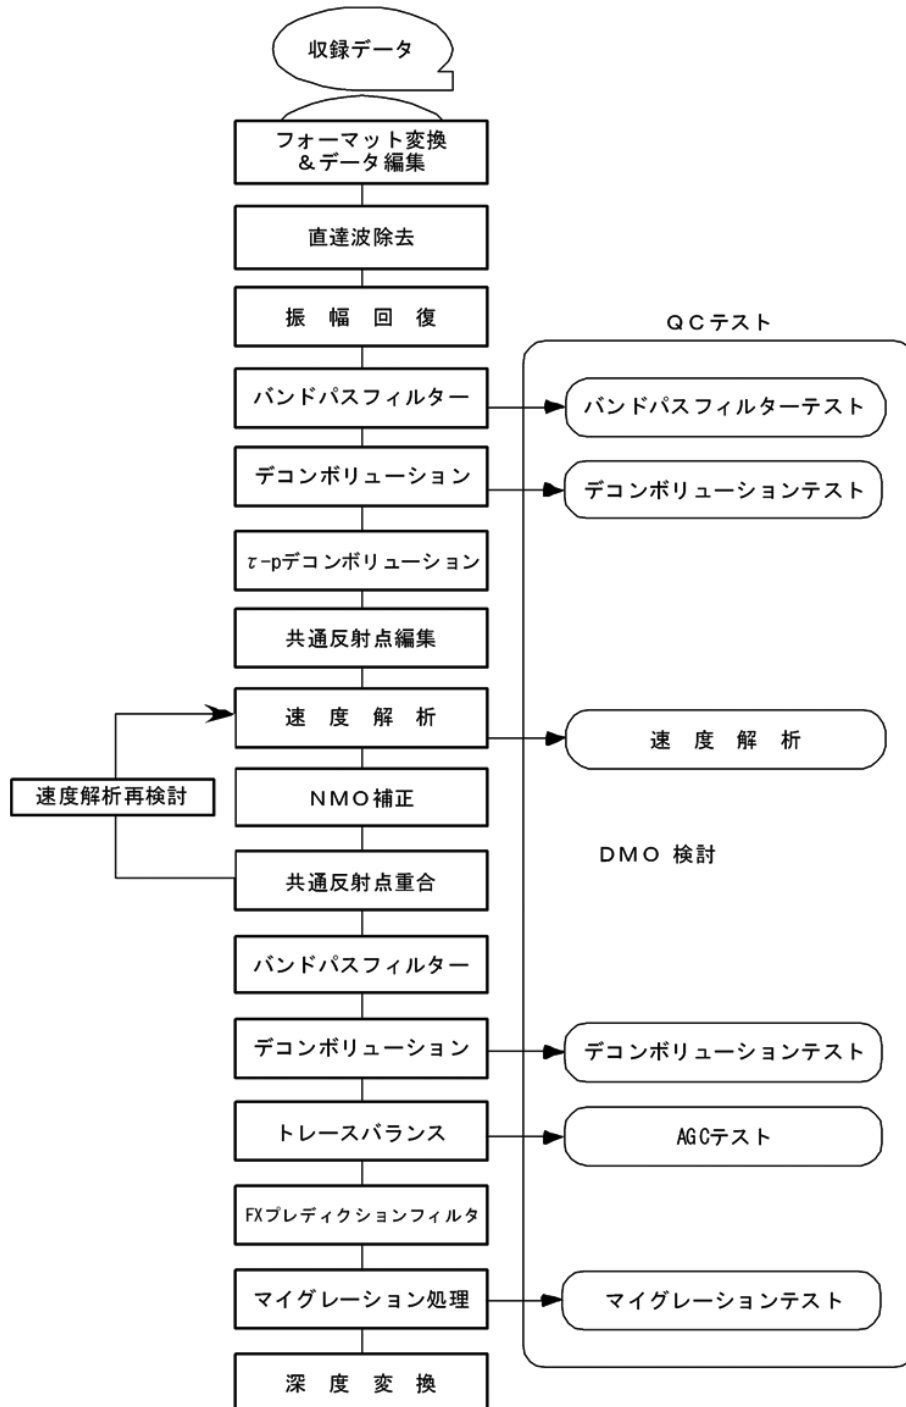 収録データ
フォーマット変換
&データ編集
直達波除去
振 幅 回 復
QCテスト
バンドパスフィルター
バンドパスフィルターテスト
デコンボリューション
デコンボリューションテスト
τ-pデコンボリューション
共通反射点編集
速 度 解 析
速 度 解 析
速度解析再検討
NMO補正
DMO 検討
共通反射点重合
バンドパスフィルター
デコンボリューション
デコンボリューションテスト
トレースバランス
AGCテスト
FXプレディクションフィルタ
マイグレーション処理
マイグレーションテスト
深 度 変 換